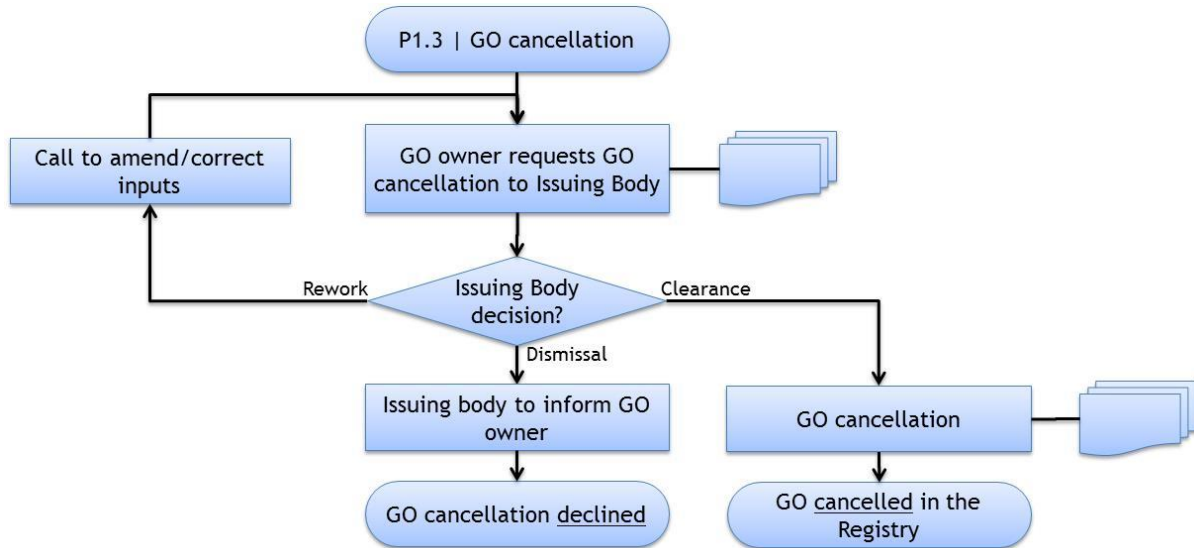 P1.3 | GO cancellation
Call to amend/correct
inputs
GO owner requests GO
cancellation to Issuing Body
Rework
Issuing Body
decision?
Clearance
Dismissal
Issuing body to inform GO
owner
GO cancellation
GO cancellation declined
GO cancelled in the
Registry